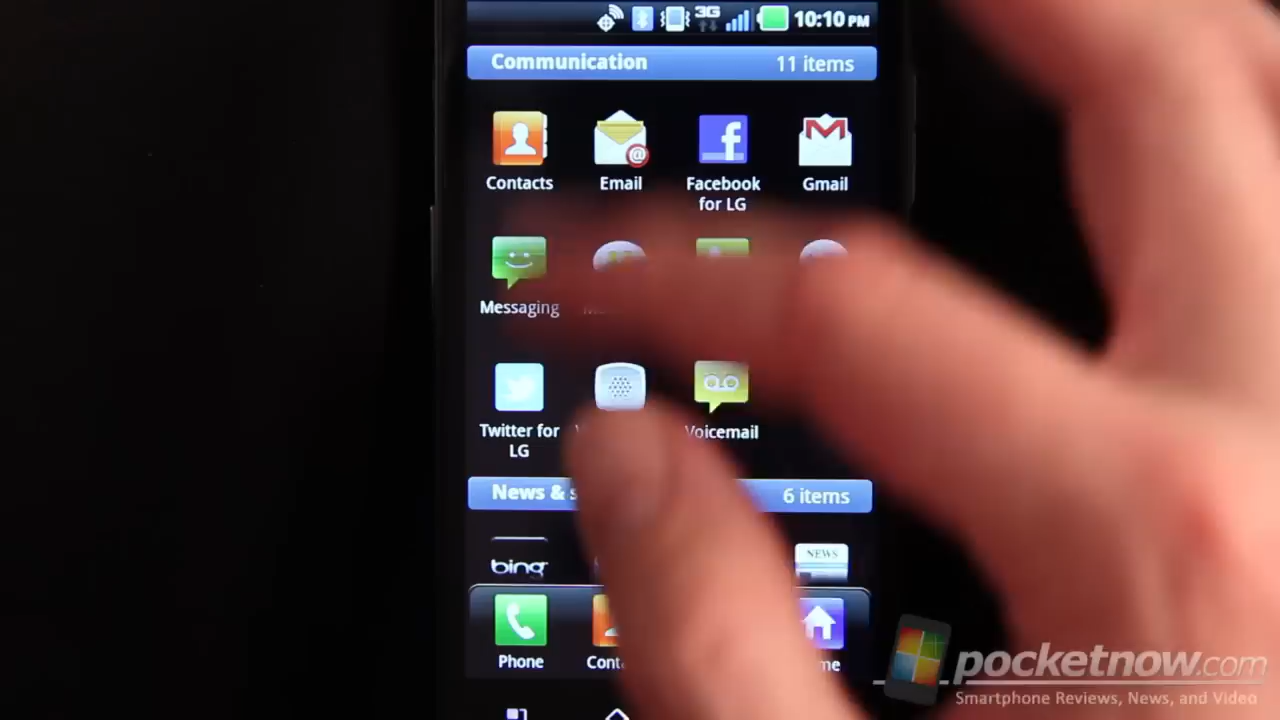 3G 10:10 PM
Communication 11 items
Contacts Email Facebook Gmail
for LG
Messaging
Twitter for Voicemail
LG
News & 6 items
bing NEWS
Phone
pocketnow.com
Smartphone Reviews, News, and Video